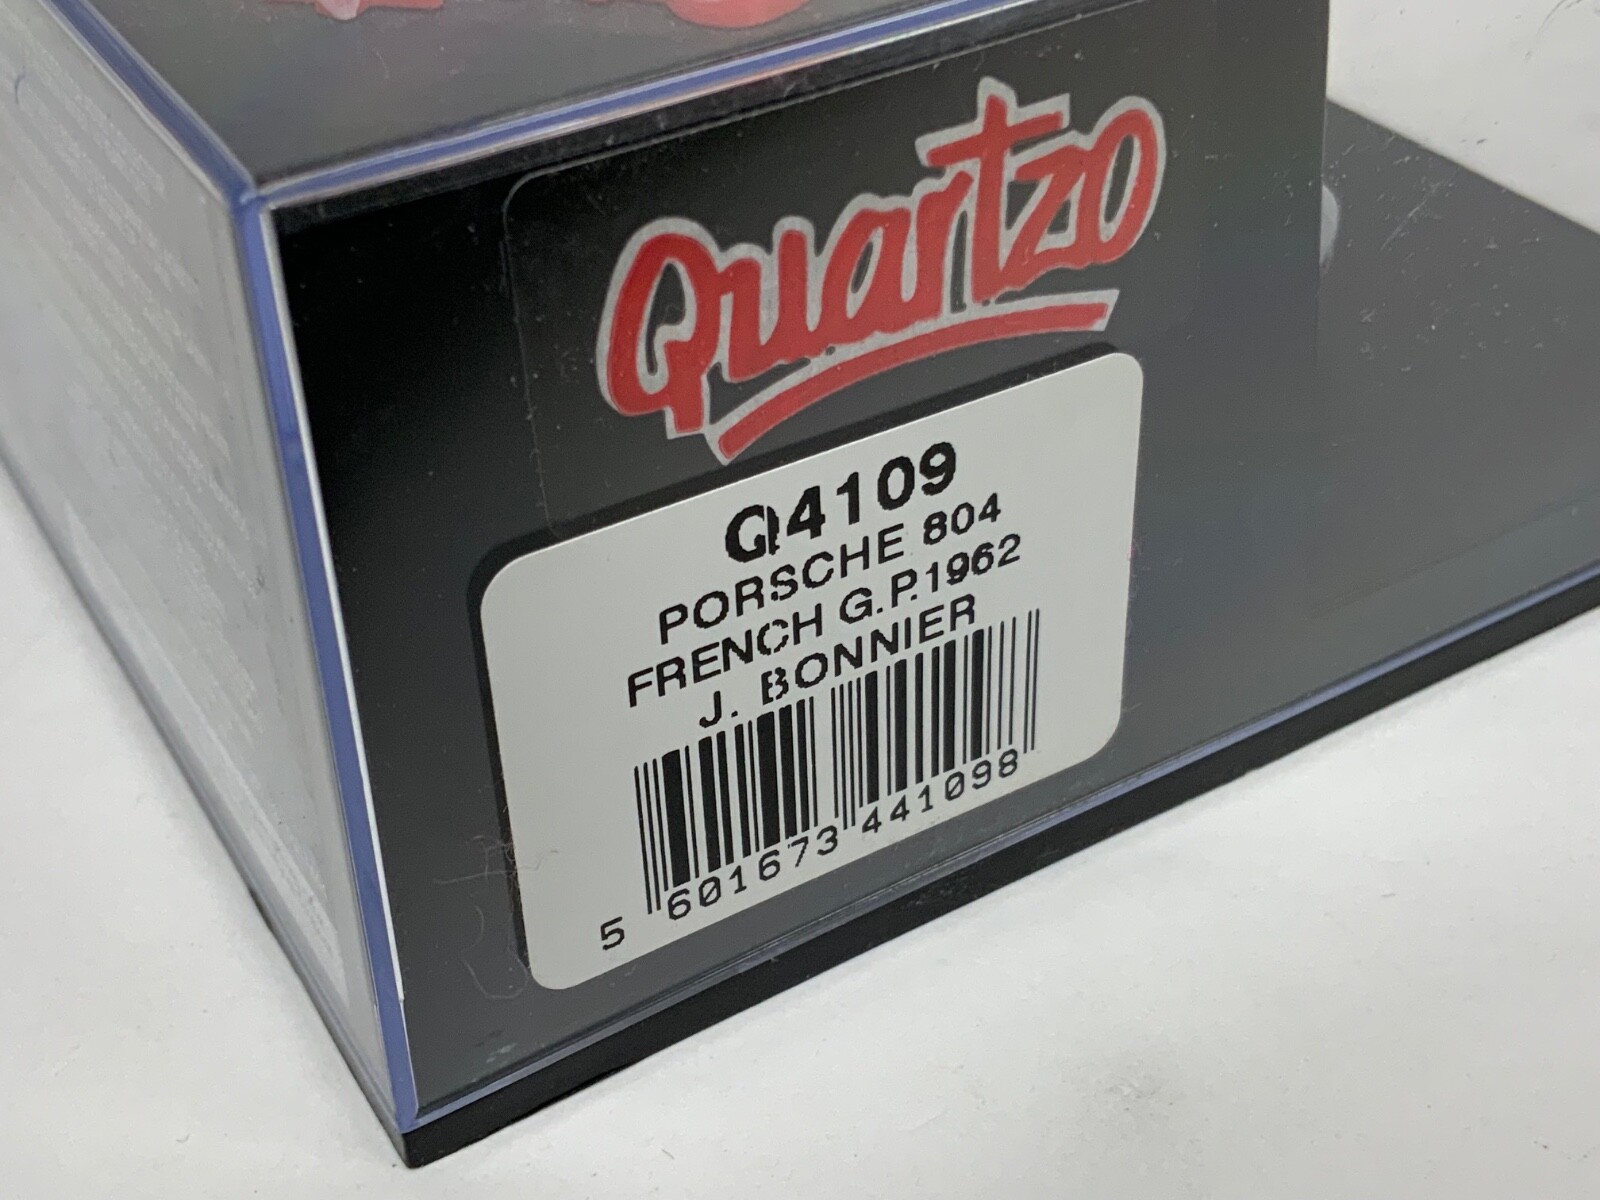 Quartzo
Q4109
PORSCHE 804
FRENCH G.P.1962
J. BONNIER
5 601673 441098